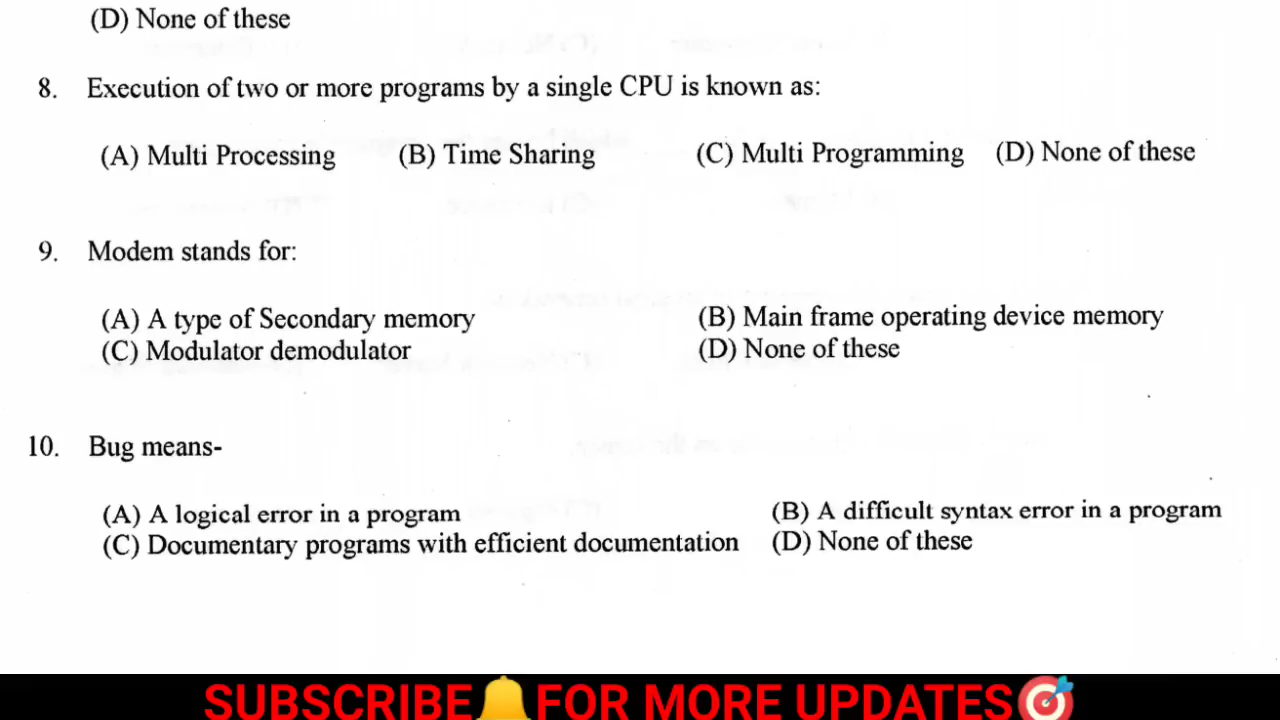 (D) None of these
8. Execution of two or more programs by a single CPU is known as:
(A) Multi Processing (B) Time Sharing (C) Multi Programming (D) None of these
9. Modem stands for:
(A) A type of Secondary memory (B) Main frame operating device memory
(C) Modulator demodulator (D) None of these
10. Bug means-
(A) A logical error in a program (B) A difficult syntax error in a program
(C) Documentary programs with efficient documentation (D) None of these
SUBSCRIBE🔔FOR MORE UPDATES🎯